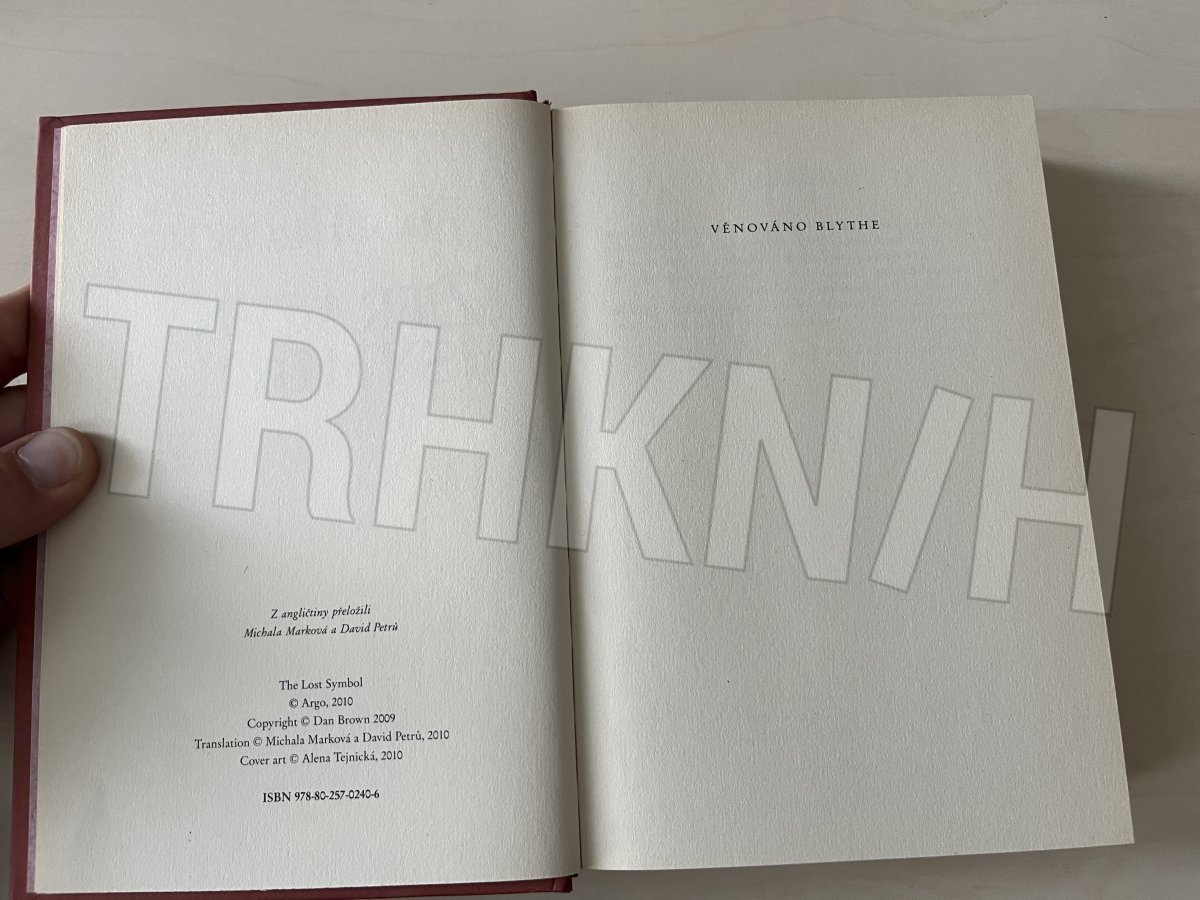 Z angličtiny přeložili
Michala Marková a David Petrů
The Lost Symbol
© Argo, 2010
Copyright © Dan Brown 2009
Translation © Michala Marková a David Petrů, 2010
Cover art © Alena Tejnická, 2010
ISBN 978-80-257-0240-6
VĚNOVÁNO BLYTHE
TRHKN/H